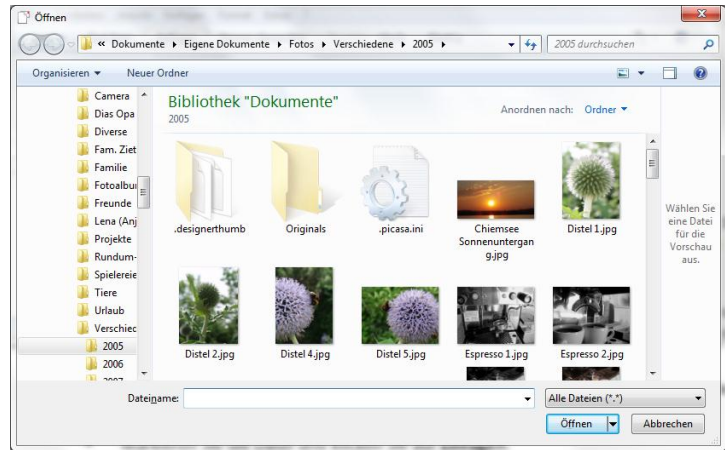 Öffnen
« Dokumente ▸ Eigene Dokumente ▸ Fotos ▸ Verschiedene ▸ 2005 ▸
2005 durchsuchen
Organisieren
Neuer Ordner
Camera
Dias Opa
Diverse
Fam. Ziet
Familie
Fotoalbu
Freunde
Lena (Anj
Projekte
Rundum-
Spielereie
Tiere
Urlaub
Verschiec
2005
2006
2007
Bibliothek "Dokumente"
2005
Anordnen nach: Ordner
.designerthumb
Originals
.picasa.ini
Chiemsee
Sonnenuntergan
g.jpg
Distel 1.jpg
Distel 2.jpg
Distel 4.jpg
Distel 5.jpg
Espresso 1.jpg
Espresso 2.jpg
Wählen Sie
eine Datei
für die
Vorschau
aus.
Dateiname:
Alle Dateien (*.*)
Öffnen
Abbrechen